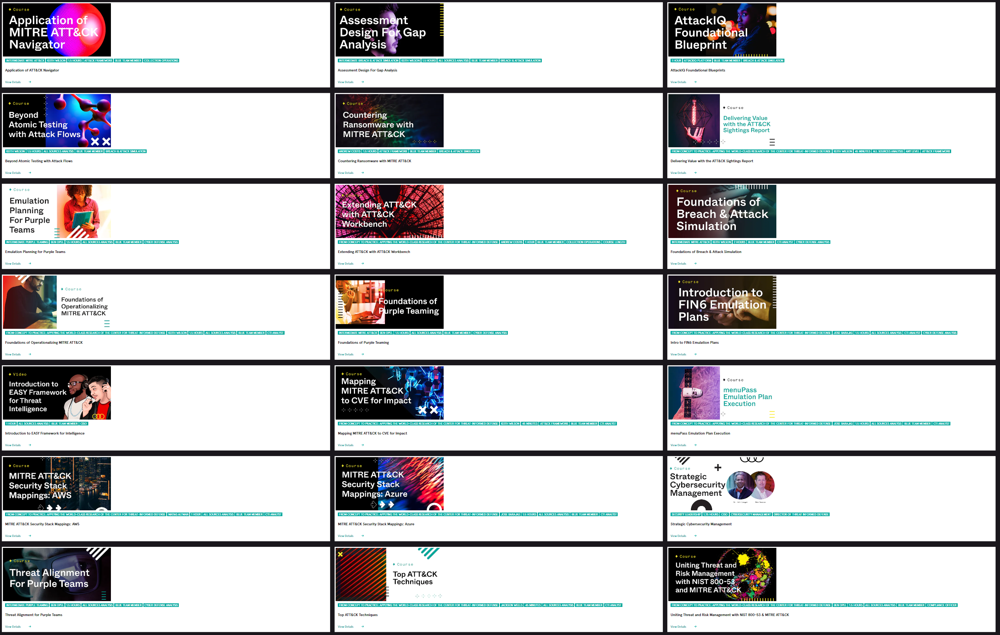 Course
Application of
MITRE ATT&CK
Navigator
INTERMEDIATE MITRE ATT&CK KEITH WILSON 1.5 HOURS ATT&CK FRAMEWORK BLUE TEAM MEMBER COLLECTION OPERATIONS
Application of ATT&CK Navigator
View Details →
Course
Assessment
Design For Gap
Analysis
INTERMEDIATE BREACH & ATTACK SIMULATION KEITH WILSON 1.5 HOURS ALL SOURCES ANALYSIS BLUE TEAM MEMBER BREACH & ATTACK SIMULATION
Assessment Design For Gap Analysis
View Details →
Course
AttackIQ
Foundational
Blueprint
1 HOUR ATTACKIQ PLATFORM BLUE TEAM MEMBER BREACH & ATTACK SIMULATION
AttackIQ Foundational Blueprints
View Details →
Course
Beyond
Atomic Testing
with Attack Flows
KEITH WILSON 1.5 HOURS ALL SOURCES ANALYSIS BLUE TEAM MEMBER BREACH & ATTACK SIMULATION
Beyond Atomic Testing with Attack Flows
View Details →
Course
Countering
Ransomware with
MITRE ATT&CK
ANDREW COSTIS 1.5 HOURS ATT&CK FRAMEWORK BLUE TEAM MEMBER BREACH & ATTACK SIMULATION
Countering Ransomware with MITRE ATT&CK
View Details →
Course
Delivering Value
with the ATT&CK
Sightings Report
FROM CONCEPT TO PRACTICE: APPLYING THE WORLD-CLASS RESEARCH OF THE CENTER FOR THREAT-INFORMED DEFENSE KEITH WILSON 45 MINUTES ALL SOURCES ANALYSIS ANY LEVEL ATT&CK FRAMEWORK
Delivering Value with the ATT&CK Sightings Report
View Details →
Course
Emulation
Planning
For Purple
Teams
INTERMEDIATE PURPLE TEAMING BEN OPEL 1.5 HOURS ALL SOURCES ANALYSIS BLUE TEAM MEMBER CYBER DEFENSE ANALYSIS
Emulation Planning for Purple Teams
View Details →
Course
Extending ATT&CK
with ATT&CK
Workbench
FROM CONCEPT TO PRACTICE: APPLYING THE WORLD-CLASS RESEARCH OF THE CENTER FOR THREAT-INFORMED DEFENSE ANDREW COSTIS 1 HOUR BLUE TEAM MEMBER COLLECTION OPERATIONS COURSE LENGTH
Extending ATT&CK with ATT&CK Workbench
View Details →
Course
Foundations of
Breach & Attack
Simulation
INTERMEDIATE MITRE ATT&CK KEITH WILSON 2 HOURS BLUE TEAM MEMBER CTI ANALYST CYBER DEFENSE ANALYSIS
Foundations of Breach & Attack Simulation
View Details →
Course
Foundations of
Operationalizing
MITRE ATT&CK
FROM CONCEPT TO PRACTICE: APPLYING THE WORLD-CLASS RESEARCH OF THE CENTER FOR THREAT-INFORMED DEFENSE KEITH WILSON 1.5 HOURS ALL SOURCES ANALYSIS BLUE TEAM MEMBER CTI ANALYST
Foundations of Operationalizing MITRE ATT&CK
View Details →
Course
Foundations of
Purple Teaming
INTERMEDIATE MITRE ATT&CK BEN OPEL 1.5 HOURS ALL SOURCES ANALYSIS BLUE TEAM MEMBER CYBER DEFENSE ANALYSIS
Foundations of Purple Teaming
View Details →
Course
Introduction to
FIN6 Emulation
Plans
FROM CONCEPT TO PRACTICE: APPLYING THE WORLD-CLASS RESEARCH OF THE CENTER FOR THREAT-INFORMED DEFENSE JOSE BARAJAS 1.5 HOURS ALL SOURCES ANALYSIS CTI ANALYST CYBER DEFENSE ANALYSIS
Intro to FIN6 Emulation Plans
View Details →
Video
Introduction to
EASY Framework
for Threat
Intelligence
1 HOUR ALL SOURCES ANALYSIS BLUE TEAM MEMBER CISO
Introduction to EASY Framework for Intelligence
View Details →
Course
Mapping
MITRE ATT&CK
to CVE for Impact
FROM CONCEPT TO PRACTICE: APPLYING THE WORLD-CLASS RESEARCH OF THE CENTER FOR THREAT-INFORMED DEFENSE KEITH WILSON 45 MINUTES ATT&CK FRAMEWORK BLUE TEAM MEMBER CTI ANALYST
Mapping MITRE ATT&CK to CVE for Impact
View Details →
Course
menuPass
Emulation Plan
Execution
FROM CONCEPT TO PRACTICE: APPLYING THE WORLD-CLASS RESEARCH OF THE CENTER FOR THREAT-INFORMED DEFENSE JOSE BARAJAS 1.5 HOURS ALL SOURCES ANALYSIS BLUE TEAM MEMBER CTI ANALYST
menuPass Emulation Plan Execution
View Details →
Course
MITRE ATT&CK
Security Stack
Mappings: AWS
FROM CONCEPT TO PRACTICE: APPLYING THE WORLD-CLASS RESEARCH OF THE CENTER FOR THREAT-INFORMED DEFENSE MATIAS ALTMAN 1 HOUR ALL SOURCES ANALYSIS BLUE TEAM MEMBER CTI ANALYST
MITRE ATT&CK Security Stack Mappings: AWS
View Details →
Course
MITRE ATT&CK
Security Stack
Mappings: Azure
FROM CONCEPT TO PRACTICE: APPLYING THE WORLD-CLASS RESEARCH OF THE CENTER FOR THREAT-INFORMED DEFENSE JOSE BARAJAS 1.5 HOURS ALL SOURCES ANALYSIS BLUE TEAM MEMBER CTI ANALYST
MITRE ATT&CK Security Stack Mappings: Azure
View Details →
Course
Strategic
Cybersecurity
Management
SECURITY LEADERSHIP 1.25 HOURS CISO CYBERSECURITY MANAGEMENT DIRECTOR OF THREAT INFORMED DEFENSE
Strategic Cybersecurity Management
View Details →
Course
Threat Alignment
For Purple Teams
INTERMEDIATE PURPLE TEAMING BEN OPEL 1.5 HOURS ALL SOURCES ANALYSIS BLUE TEAM MEMBER CYBER DEFENSE ANALYSIS
Threat Alignment for Purple Teams
View Details →
Course
Top ATT&CK
Techniques
FROM CONCEPT TO PRACTICE: APPLYING THE WORLD-CLASS RESEARCH OF THE CENTER FOR THREAT-INFORMED DEFENSE JACKSON WELLS 45 MINUTES ALL SOURCES ANALYSIS BLUE TEAM MEMBER CTI ANALYST
Top ATT&CK Techniques
View Details →
Course
Uniting Threat and
Risk Management
with NIST 800-53
and MITRE ATT&CK
FROM CONCEPT TO PRACTICE: APPLYING THE WORLD-CLASS RESEARCH OF THE CENTER FOR THREAT-INFORMED DEFENSE BEN OPEL 1.5 HOURS ALL SOURCES ANALYSIS BLUE TEAM MEMBER COMPLIANCE OFFICER
Uniting Threat and Risk Management with NIST 800-53 & MITRE ATT&CK
View Details →